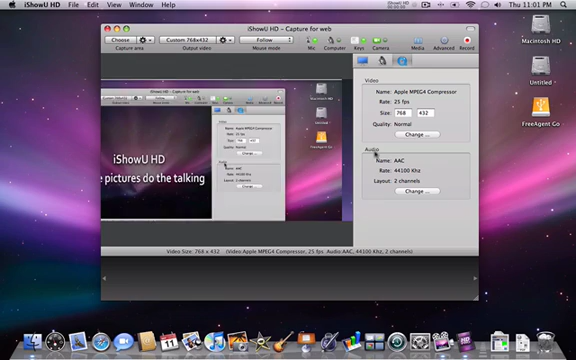 iShowU HD File Edit View Window Help
Thu 11:01 PM
iShowU HD - Capture for web
Choose Custom 768x432 Follow
Capture area Output video Mouse mode Mic Computer Keys Camera Media Advanced Record
Macintosh HD
Untitled
FreeAgent Go
Video
Name: Apple MPEG4 Compressor
Rate: 25 fps
Size: 768 432
Quality: Normal
Change ...
Audio
Name: AAC
Rate: 44100 Khz
Layout: 2 channels
Change ...
iShowU HD
e pictures do the talking
Video Size: 768 x 432 (Video:Apple MPEG4 Compressor, 25 fps Audio:AAC, 44100 Khz, 2 channels)